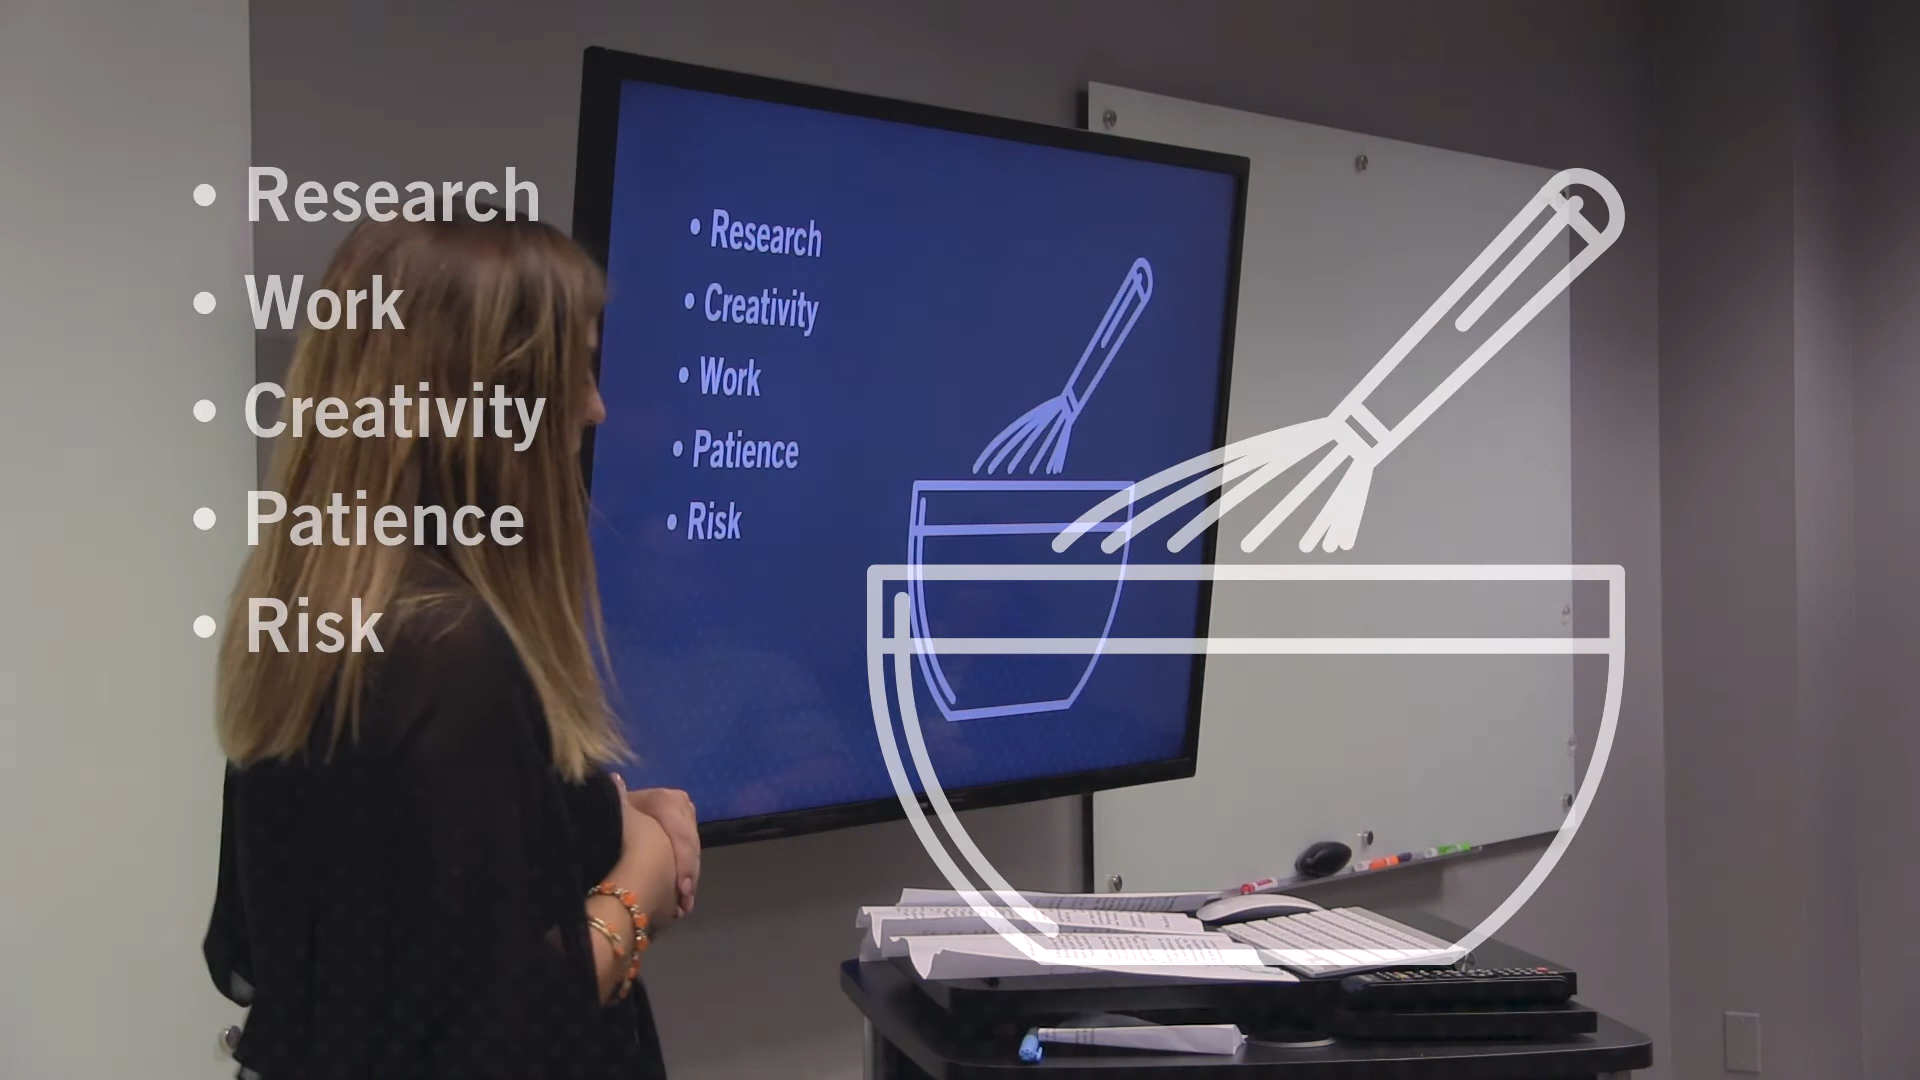 • Research
• Work
• Creativity
• Patience
• Risk
• Research
• Creativity
• Work
• Patience
• Risk